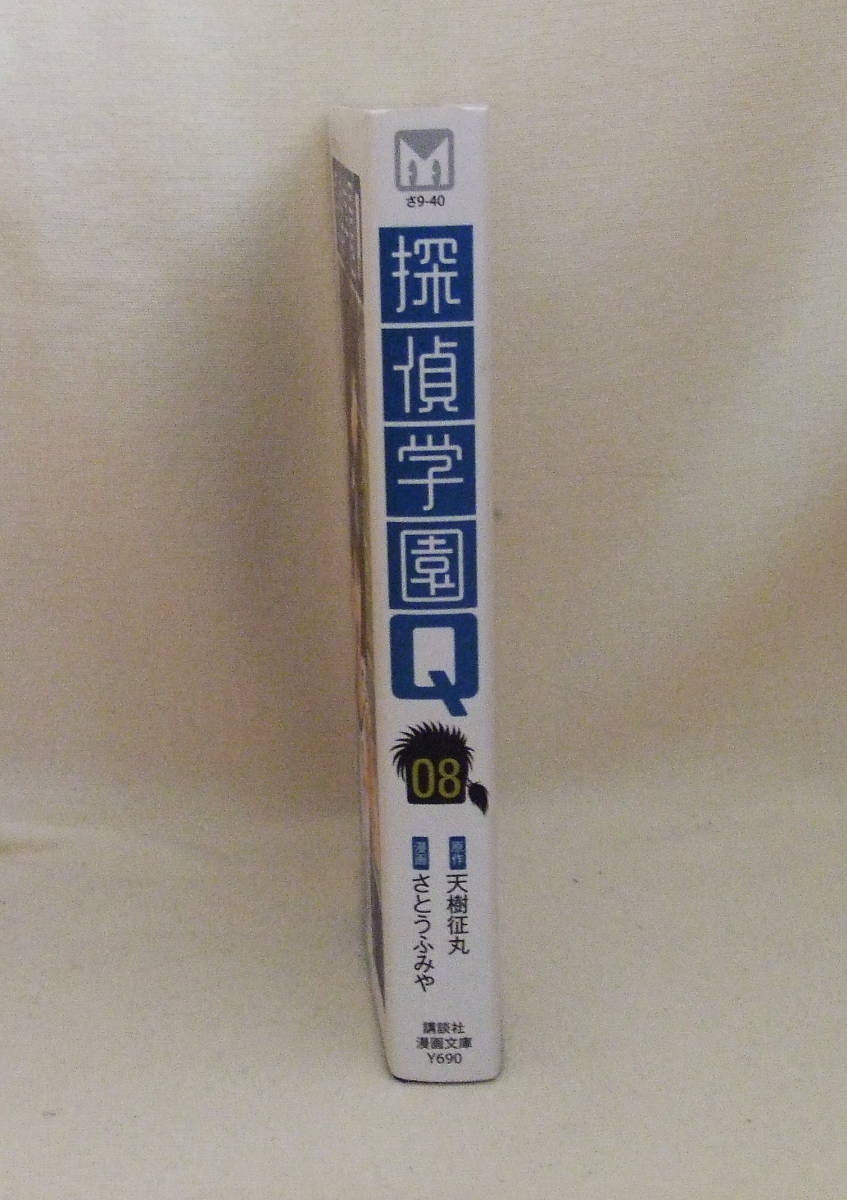 さ9-40
探偵学園Q
08
原作 天樹征丸
漫画 さとうふみや
講談社
漫画文庫
Y690